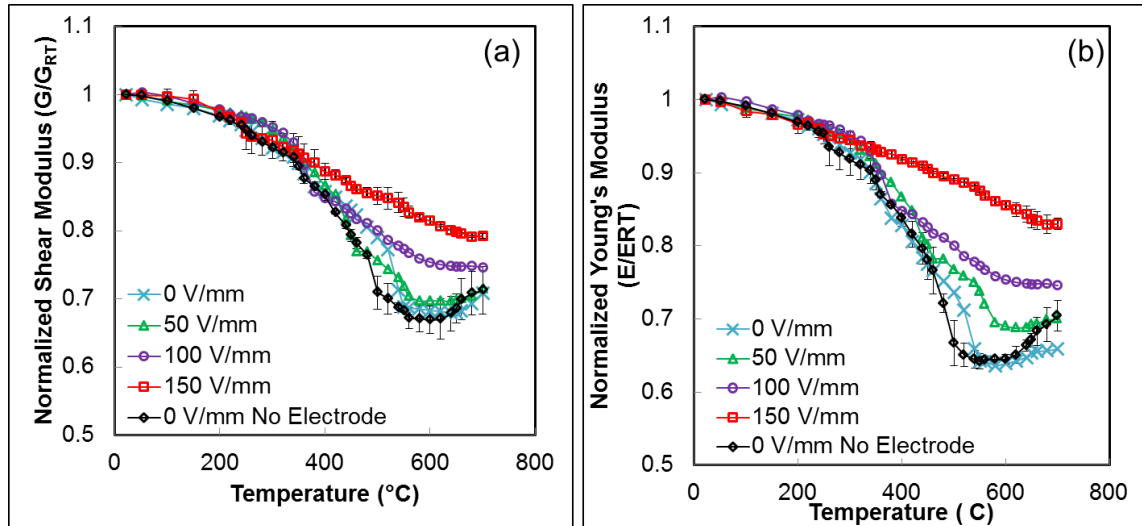 (a)
Normalized Shear Modulus (G/GRT)
1.1
1
0.9
0.8
0.7
0.6
0.5
0 V/mm
50 V/mm
100 V/mm
150 V/mm
0 V/mm No Electrode
0
200
400
600
800
Temperature (°C)
(b)
Normalized Young's Modulus
(E/ERT)
1.1
1
0.9
0.8
0.7
0.6
0.5
0 V/mm
50 V/mm
100 V/mm
150 V/mm
0 V/mm No Electrode
0
200
400
600
800
Temperature ( C)